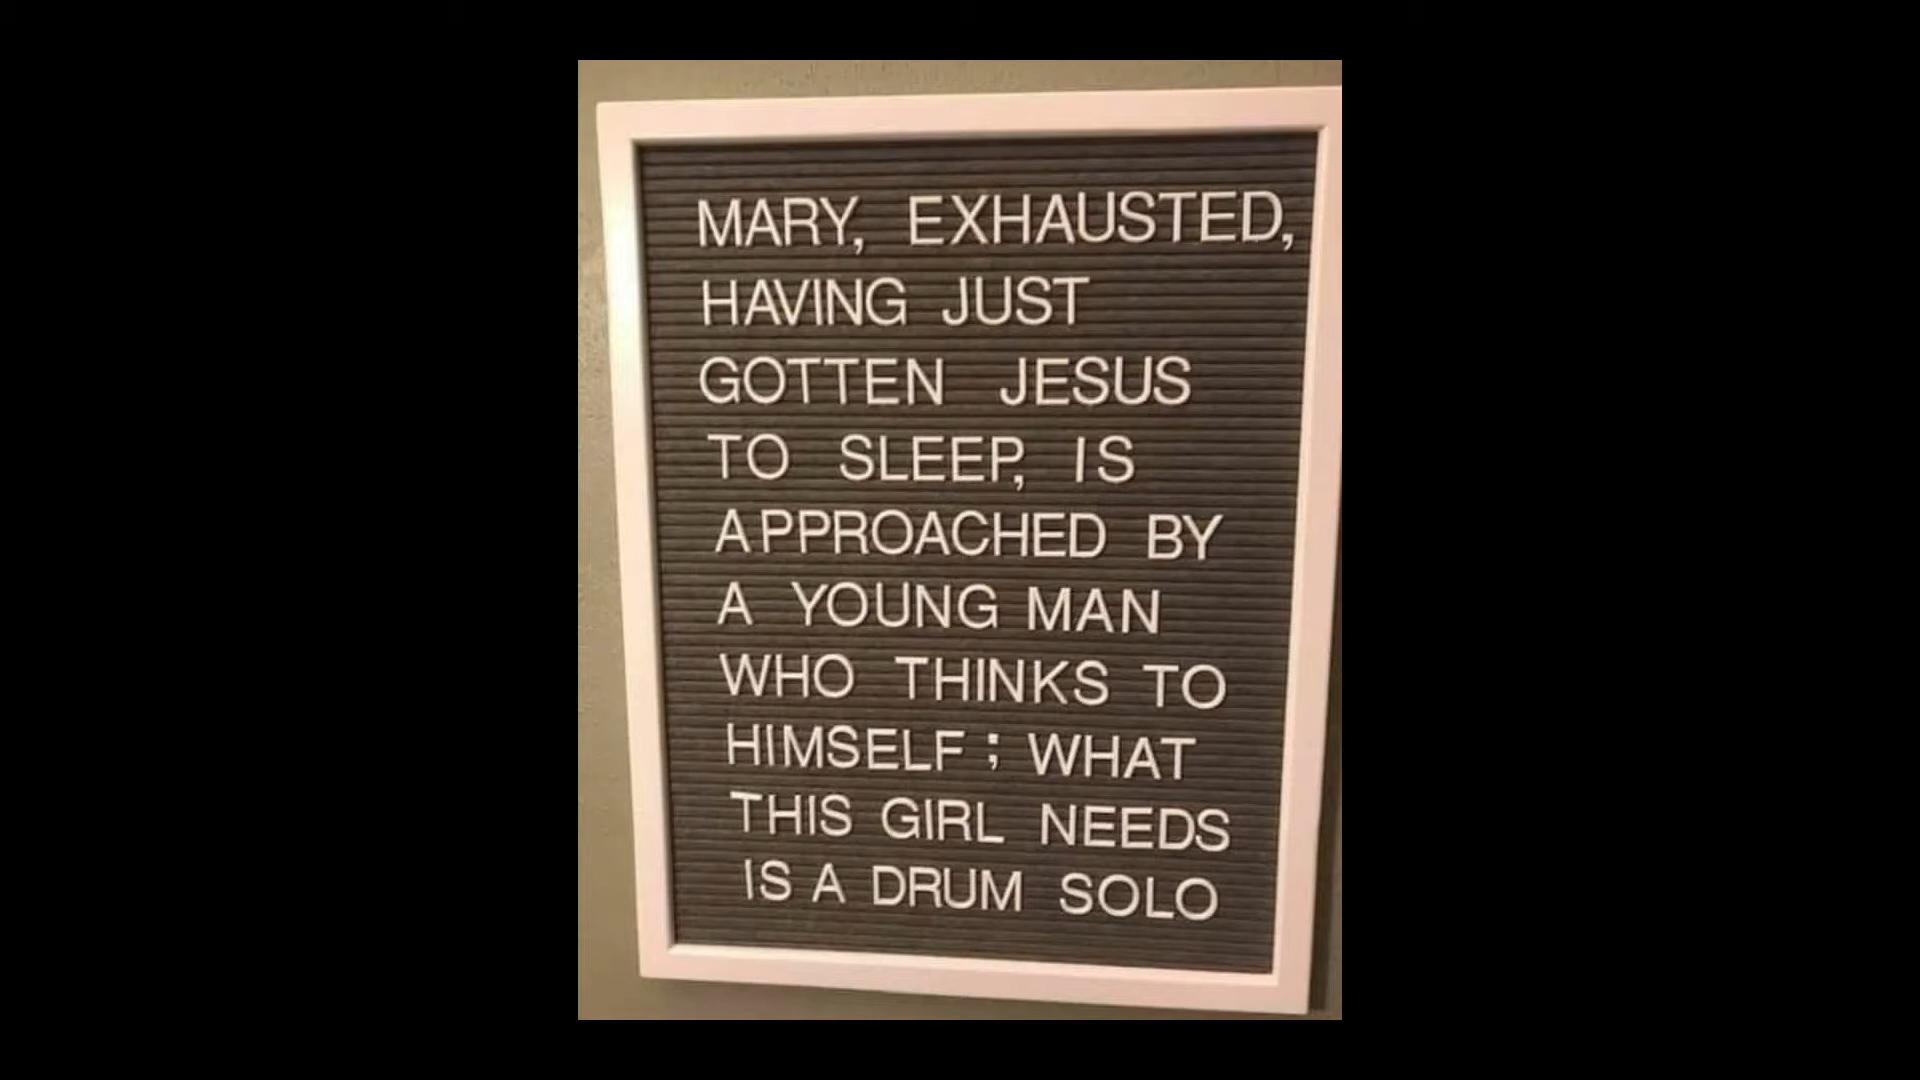 MARY, EXHAUSTED,
HAVING JUST
GOTTEN JESUS
TO SLEEP, IS
APPROACHED BY
A YOUNG MAN
WHO THINKS TO
HIMSELF ; WHAT
THIS GIRL NEEDS
IS A DRUM SOLO